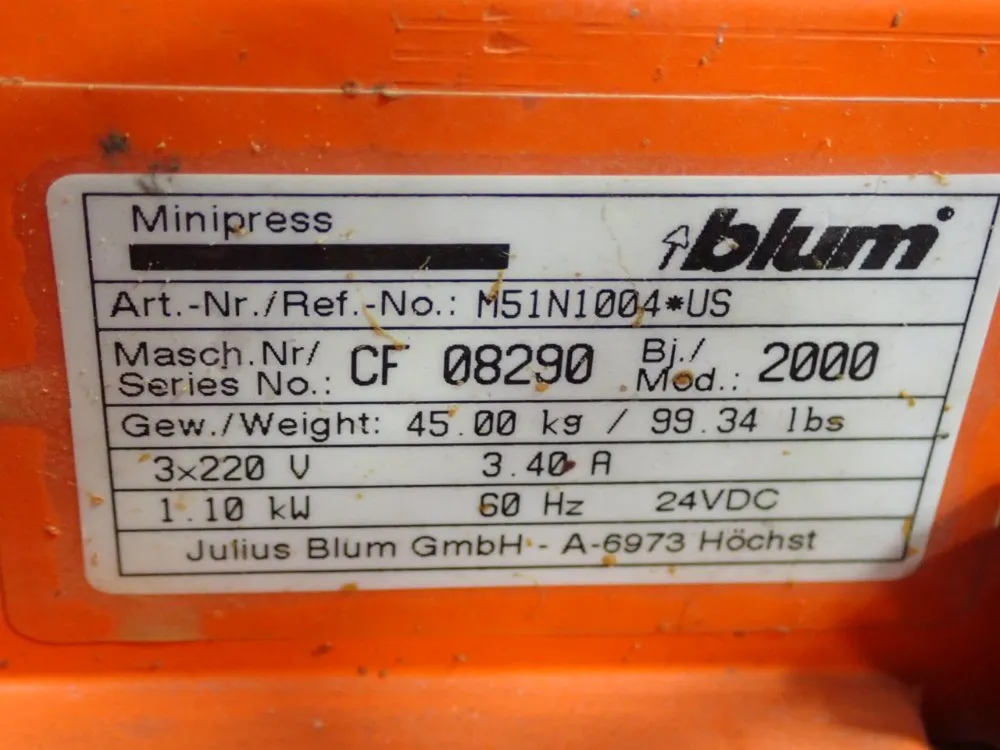 Minipress
blum
Art.-Nr./Ref.-No.: M51N1004*US
Masch.Nr/ Series No.: CF 08290 Bj./ Mod.: 2000
Gew./Weight: 45.00 kg / 99.34 lbs
3x220 V 3.40 A
1.10 kW 60 Hz 24VDC
Julius Blum GmbH - A-6973 Höchst